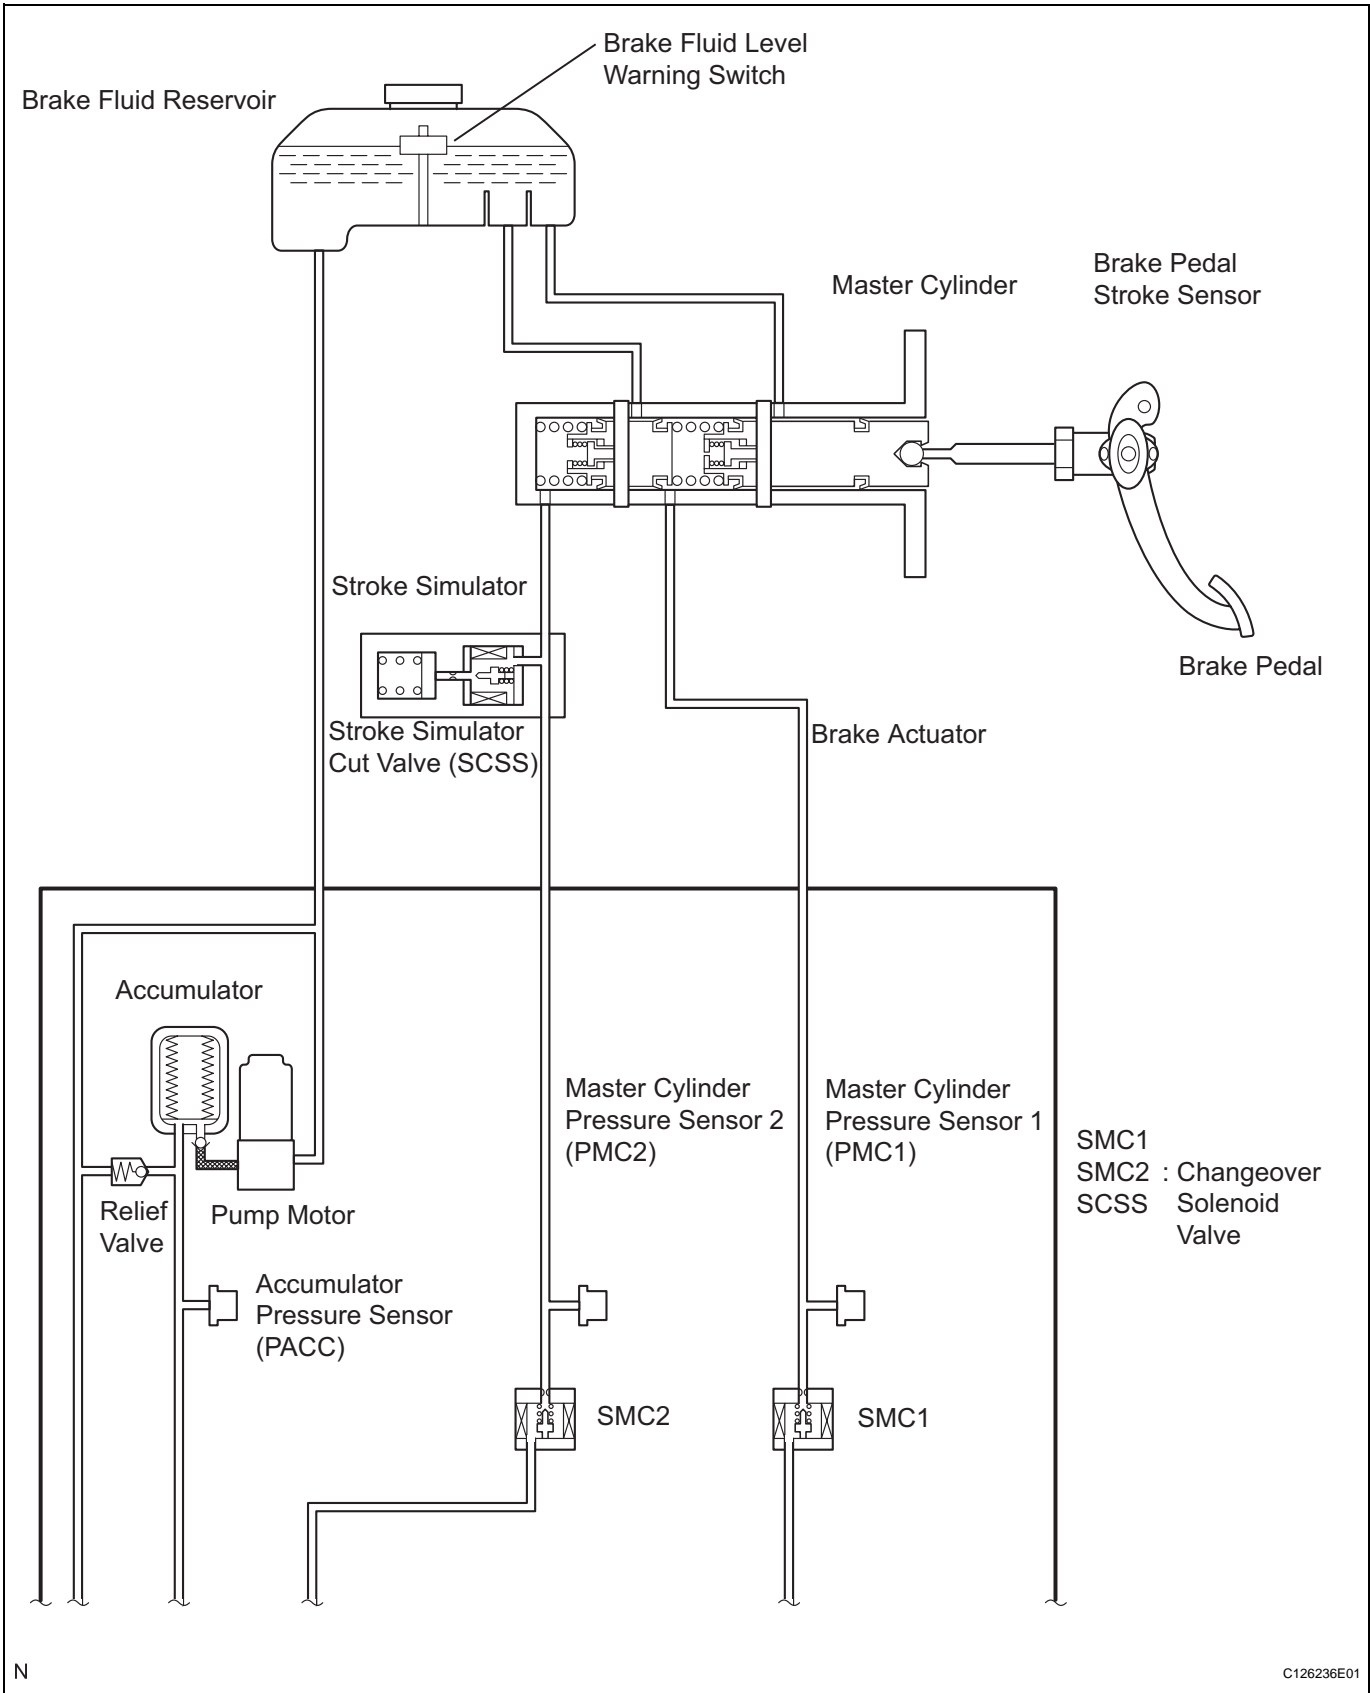 Brake Fluid Level
Warning Switch
Brake Fluid Reservoir
Brake Pedal
Stroke Sensor
Master Cylinder
Stroke Simulator
Brake Pedal
Stroke Simulator
Cut Valve (SCSS)
Brake Actuator
Accumulator
Master Cylinder
Pressure Sensor 2
(PMC2)
Master Cylinder
Pressure Sensor 1
(PMC1)
SMC1
SMC2 : Changeover
SCSS Solenoid
Valve
Relief
Valve
Pump Motor
Accumulator
Pressure Sensor
(PACC)
SMC2
SMC1
N
C126236E01